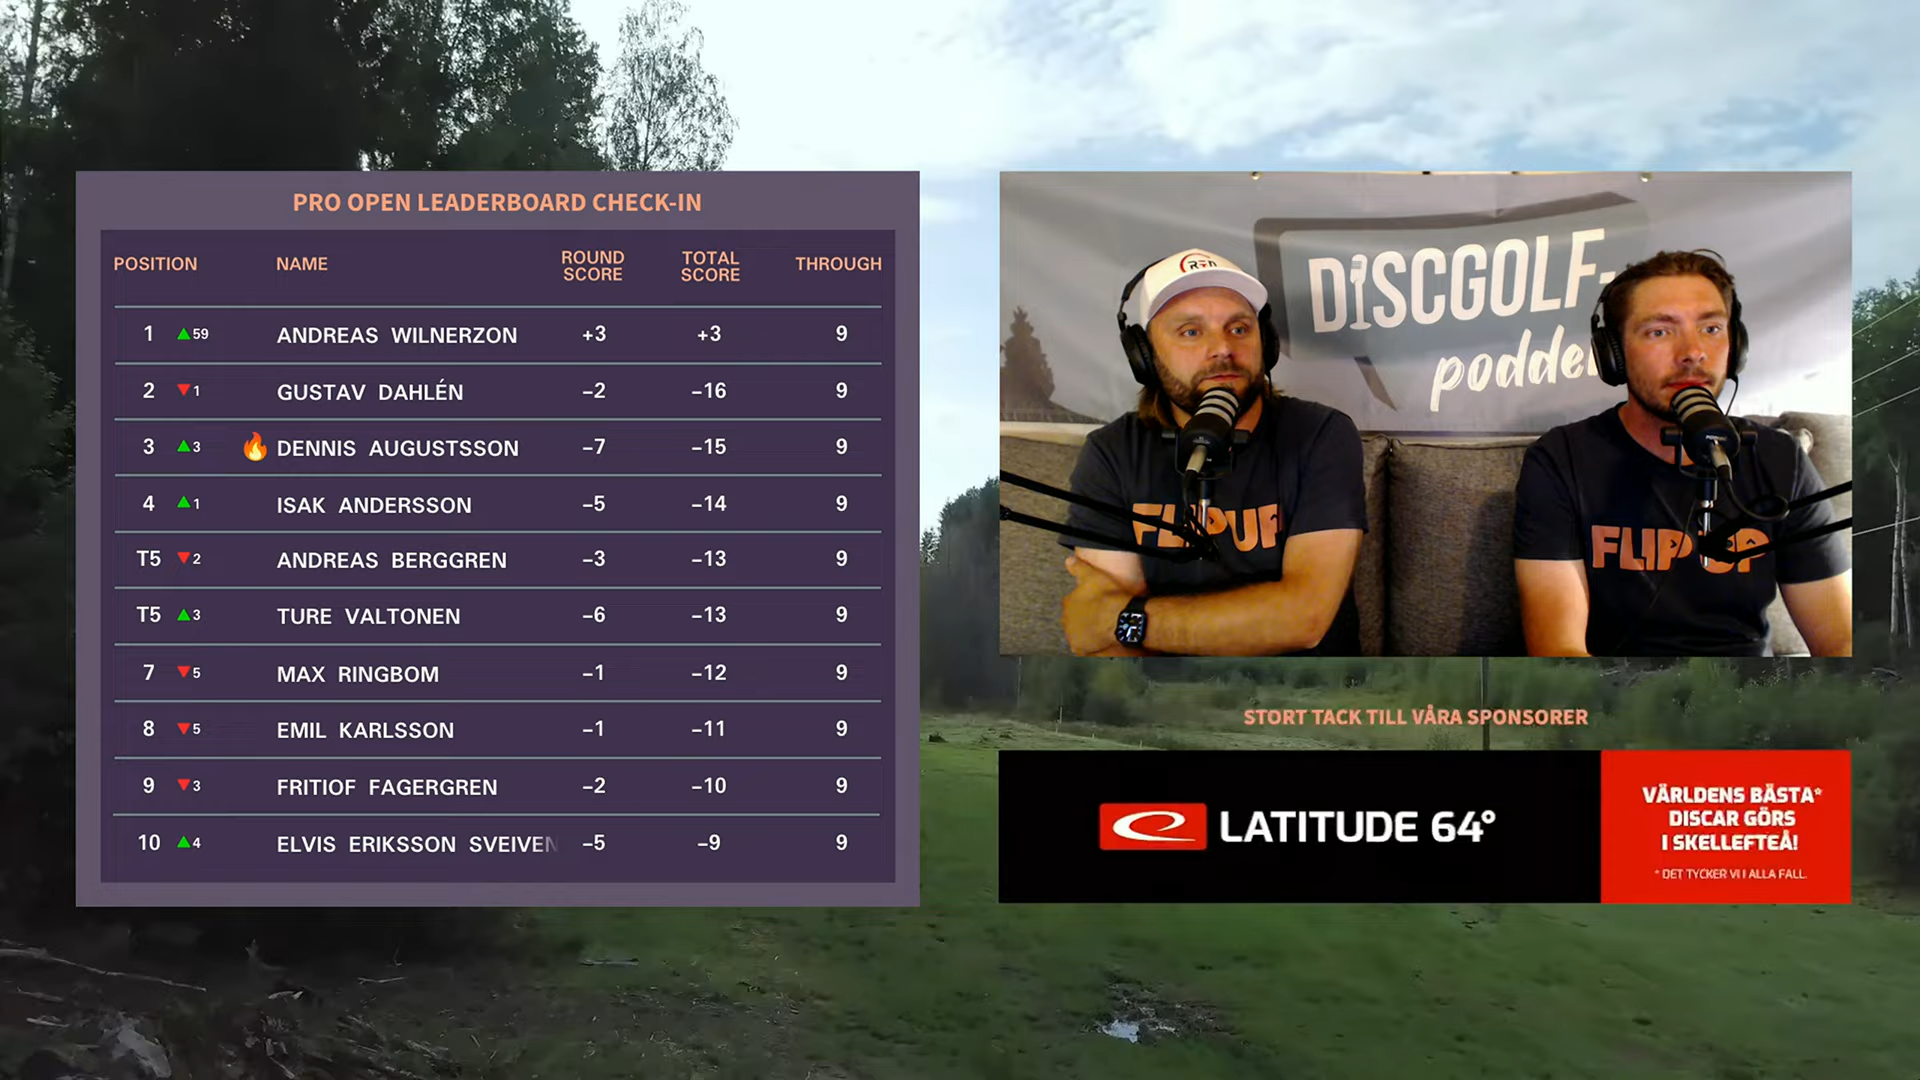 PRO OPEN LEADERBOARD CHECK-IN
POSITION NAME ROUND SCORE TOTAL SCORE THROUGH
1 ▲59 ANDREAS WILNERZON +3 +3 9
2 ▼1 GUSTAV DAHLÉN −2 −16 9
3 ▲3 DENNIS AUGUSTSSON −7 −15 9
4 ▲1 ISAK ANDERSSON −5 −14 9
T5 ▼2 ANDREAS BERGGREN −3 −13 9
T5 ▲3 TURE VALTONEN −6 −13 9
7 ▼5 MAX RINGBOM −1 −12 9
8 ▼5 EMIL KARLSSON −1 −11 9
9 ▼3 FRITIOF FAGERGREN −2 −10 9
10 ▲4 ELVIS ERIKSSON SVEIVEN −5 −9 9
DISCGOLF-
podden
RTD
FLIPUP
FLIP UP
STORT TACK TILL VÅRA SPONSORER
LATITUDE 64°
VÄRLDENS BÄSTA*
DISCAR GÖRS
I SKELLEFTEÅ!
* DET TYCKER VI I ALLA FALL.